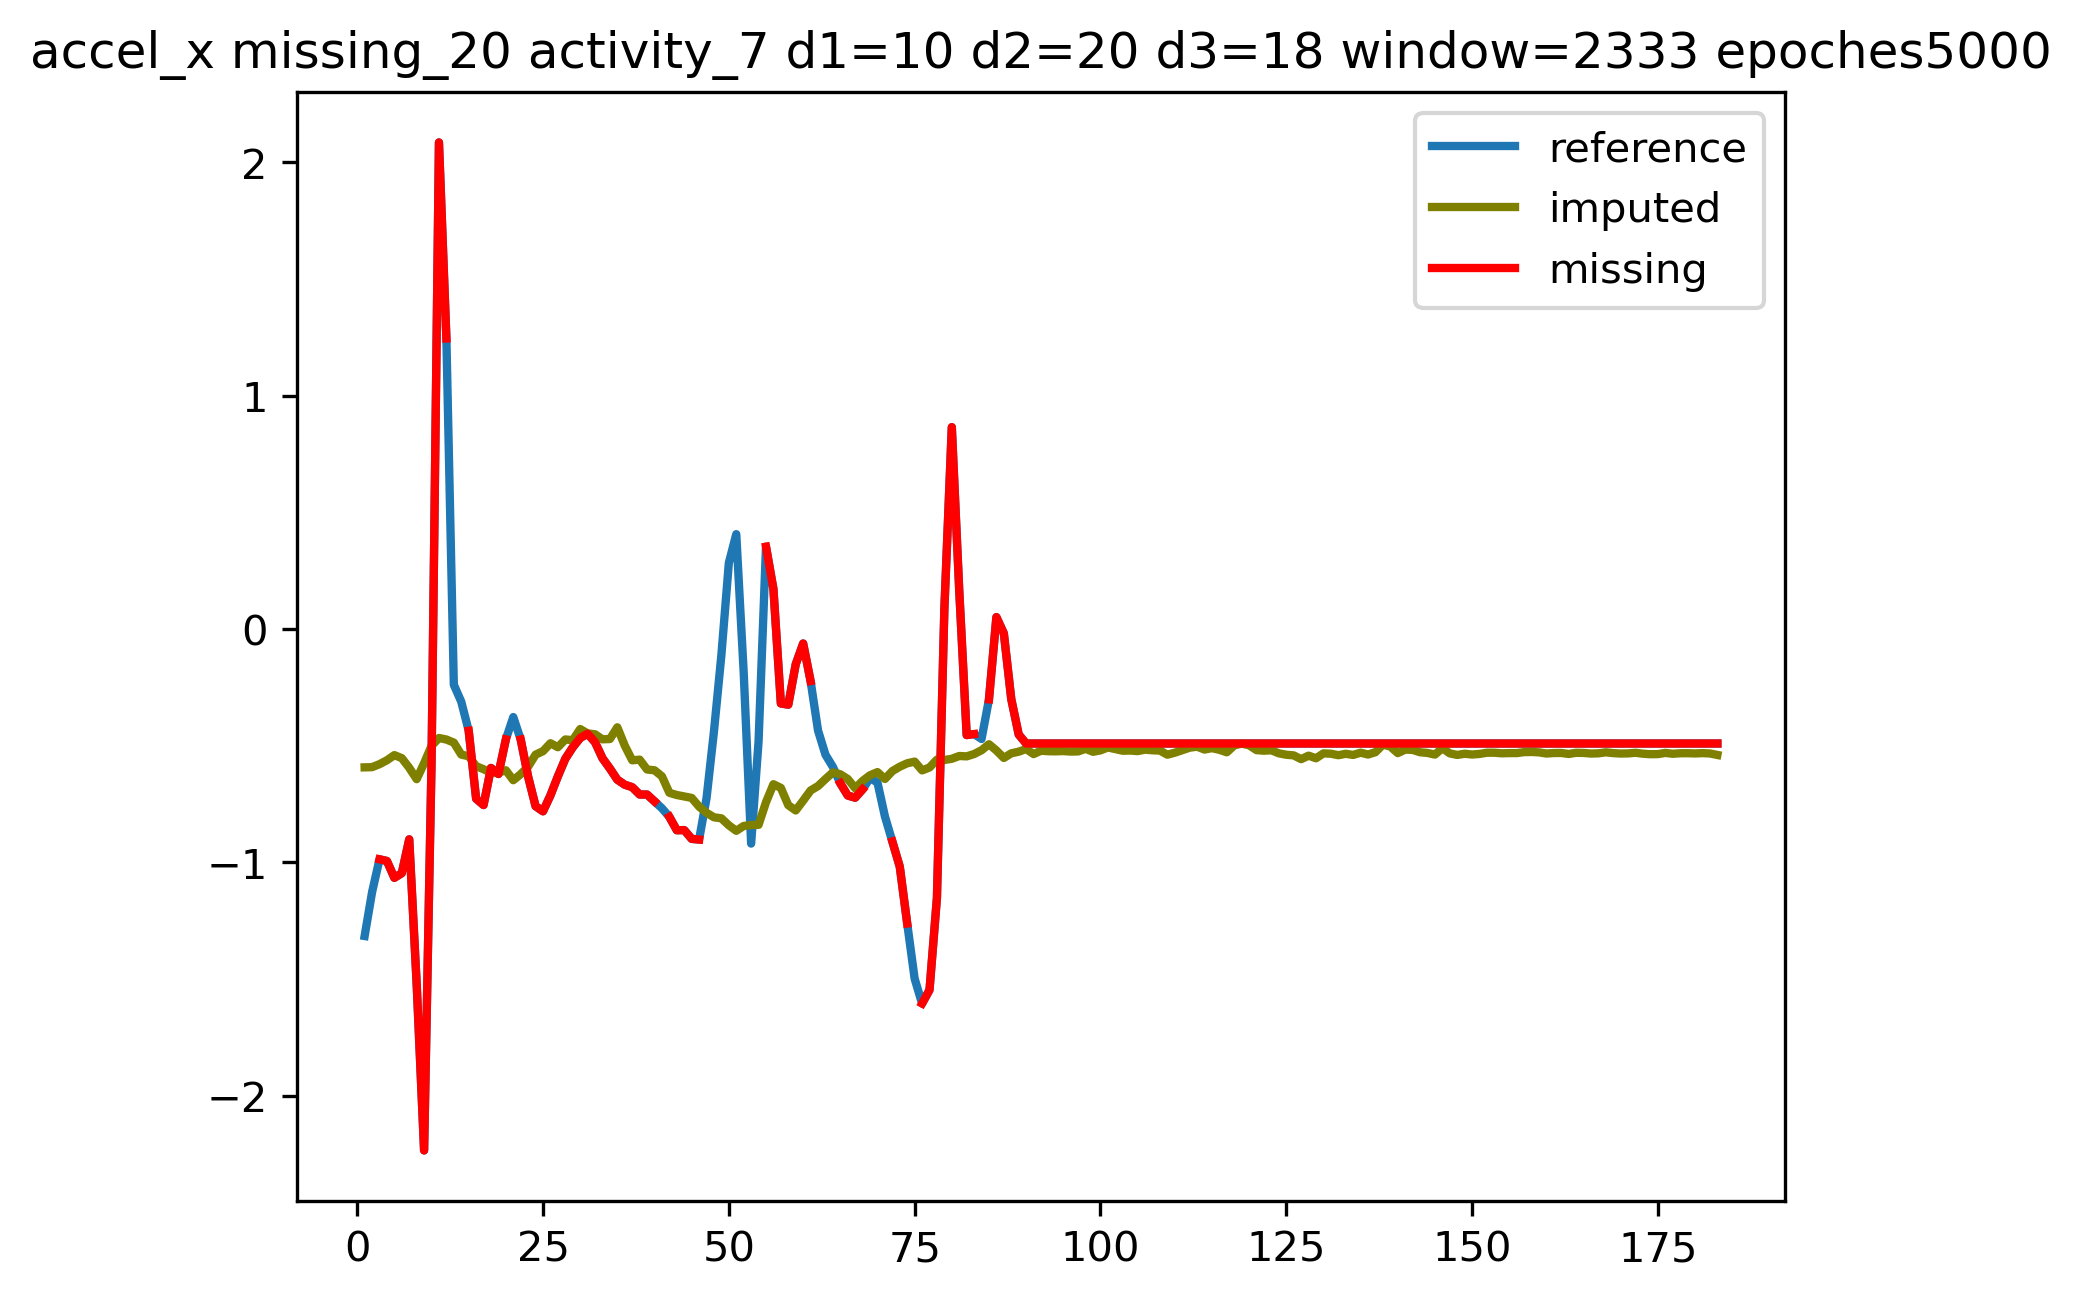 accel_x missing_20 activity_7 d1=10 d2=20 d3=18 window=2333 epoches5000
reference
imputed
missing
2
1
0
−1
−2
0 25 50 75 100 125 150 175